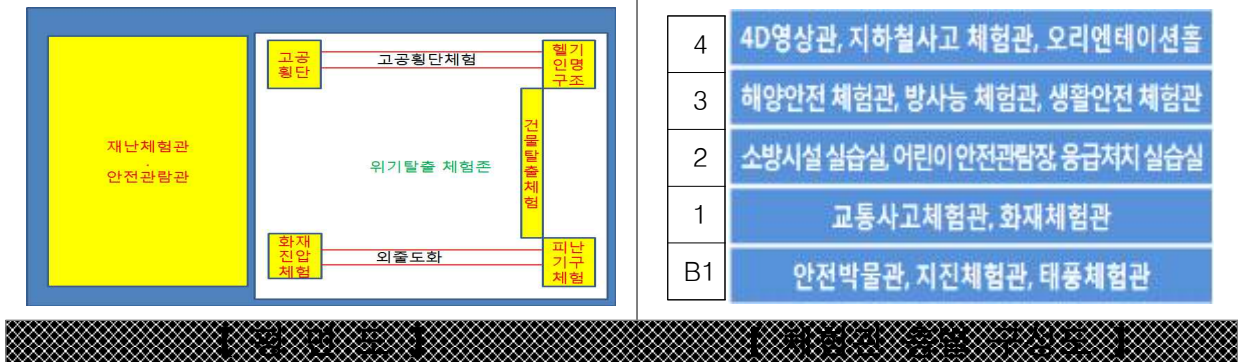 고공
횡단
고공횡단체험
헬기
인명
구조
재난체험관
.
안전관람관
위기탈출 체험존
건물탈출체험
화재
진압
체험
외줄도화
피난
기구
체험
4
4D영상관, 지하철사고 체험관, 오리엔테이션홀
3
해양안전 체험관, 방사능 체험관, 생활안전 체험관
2
소방시설 실습실, 어린이 안전관람장, 응급처치 실습실
1
교통사고체험관, 화재체험관
B1
안전박물관, 지진체험관, 태풍체험관
[ 평 면 도 ]
[ 체험관 층별 구성도 ]